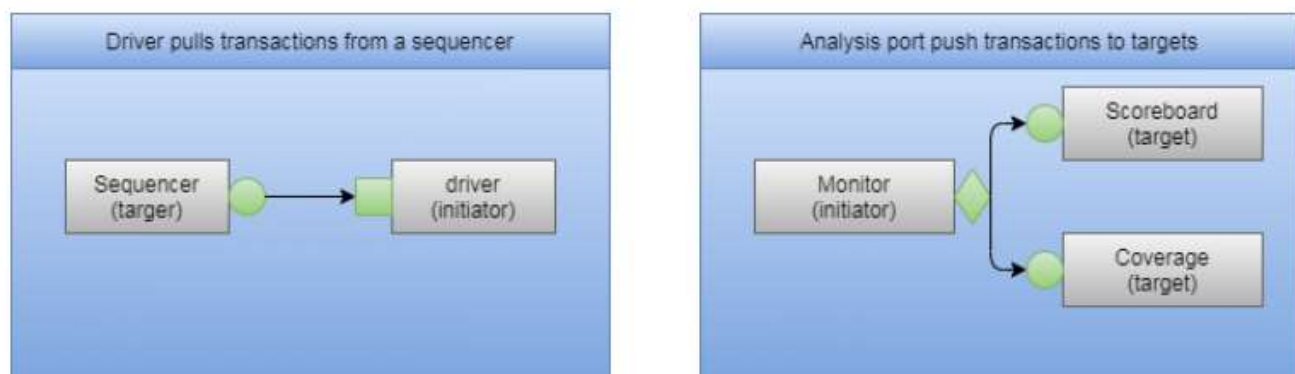 Driver pulls transactions from a sequencer
Sequencer
(targer)
driver
(initiator)
Analysis port push transactions to targets
Monitor
(initiator)
Scoreboard
(target)
Coverage
(target)